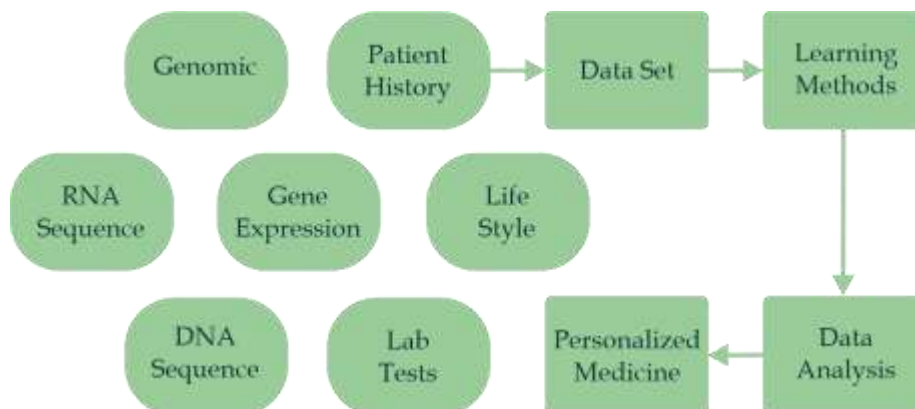 Genomic
Patient
History
Data Set
Learning
Methods
RNA
Sequence
Gene
Expression
Life
Style
DNA
Sequence
Lab
Tests
Personalized
Medicine
Data
Analysis